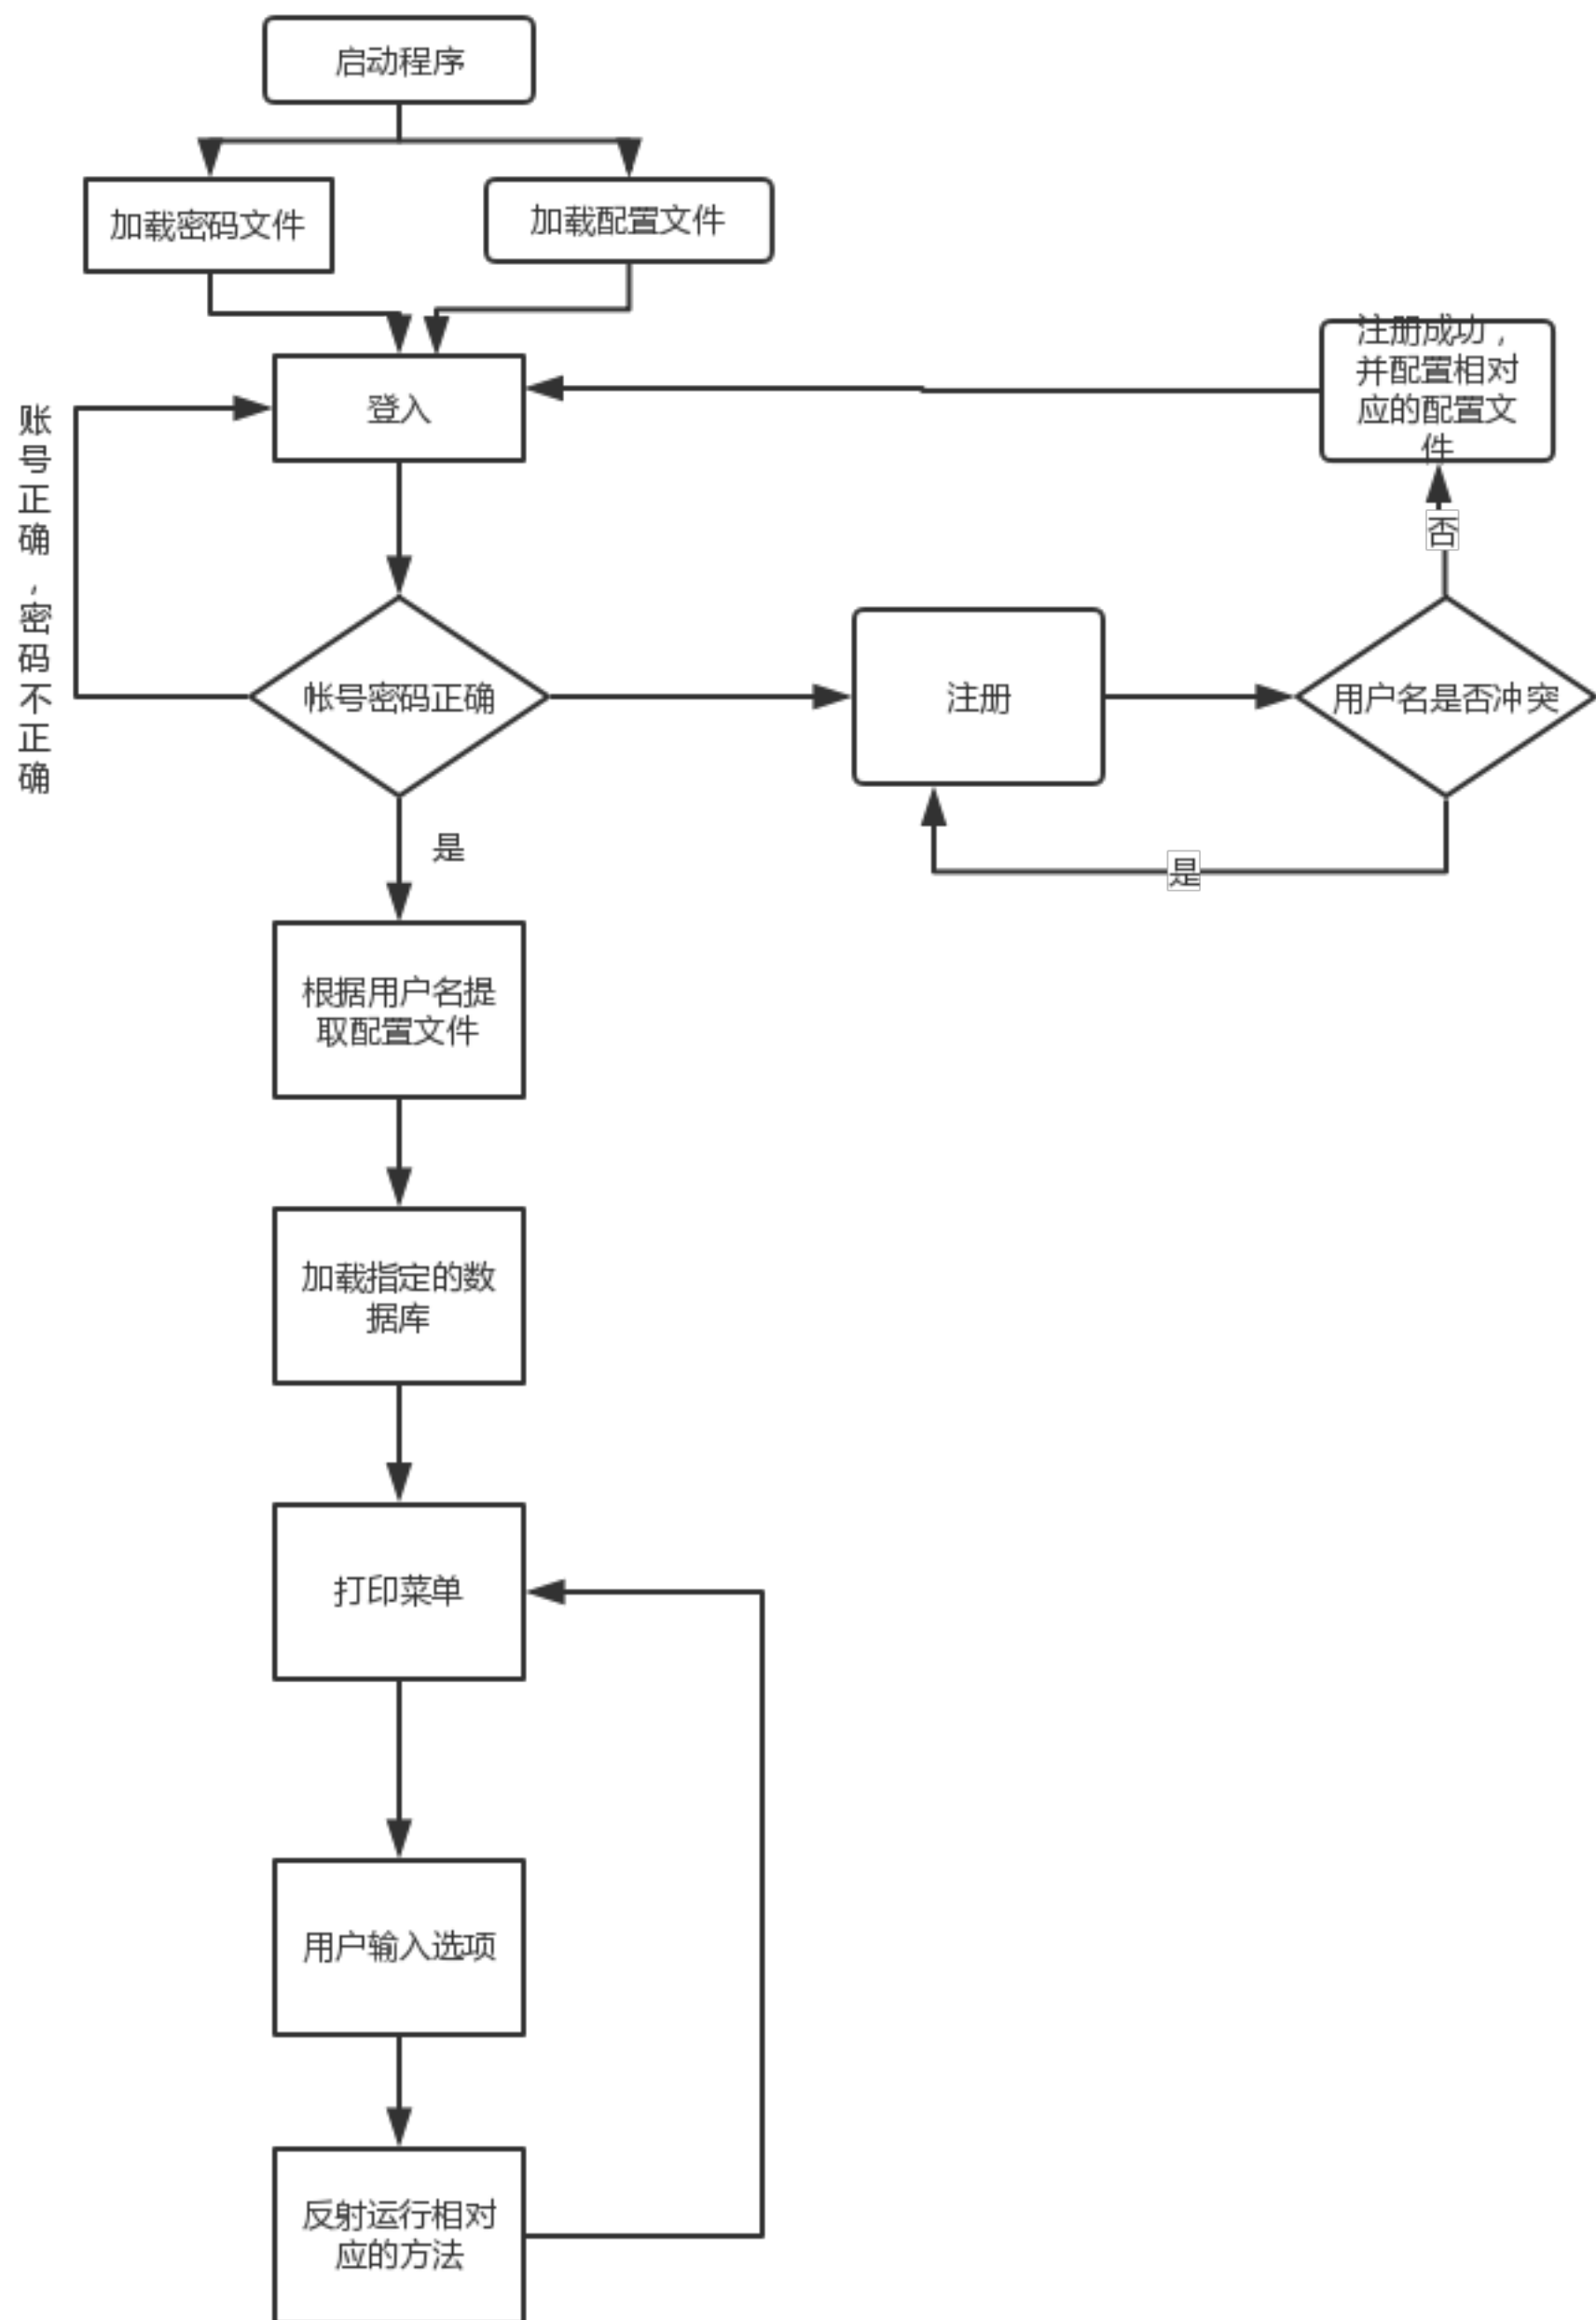 启动程序
加载密码文件
加载配置文件
注册成功，
并配置相对
应的配置文
件
登入
账
号
正
确
，
密
码
不
正
确
否
帐号密码正确
注册
用户名是否冲突
是
是
根据用户名提
取配置文件
加载指定的数
据库
打印菜单
用户输入选项
反射运行相对
应的方法